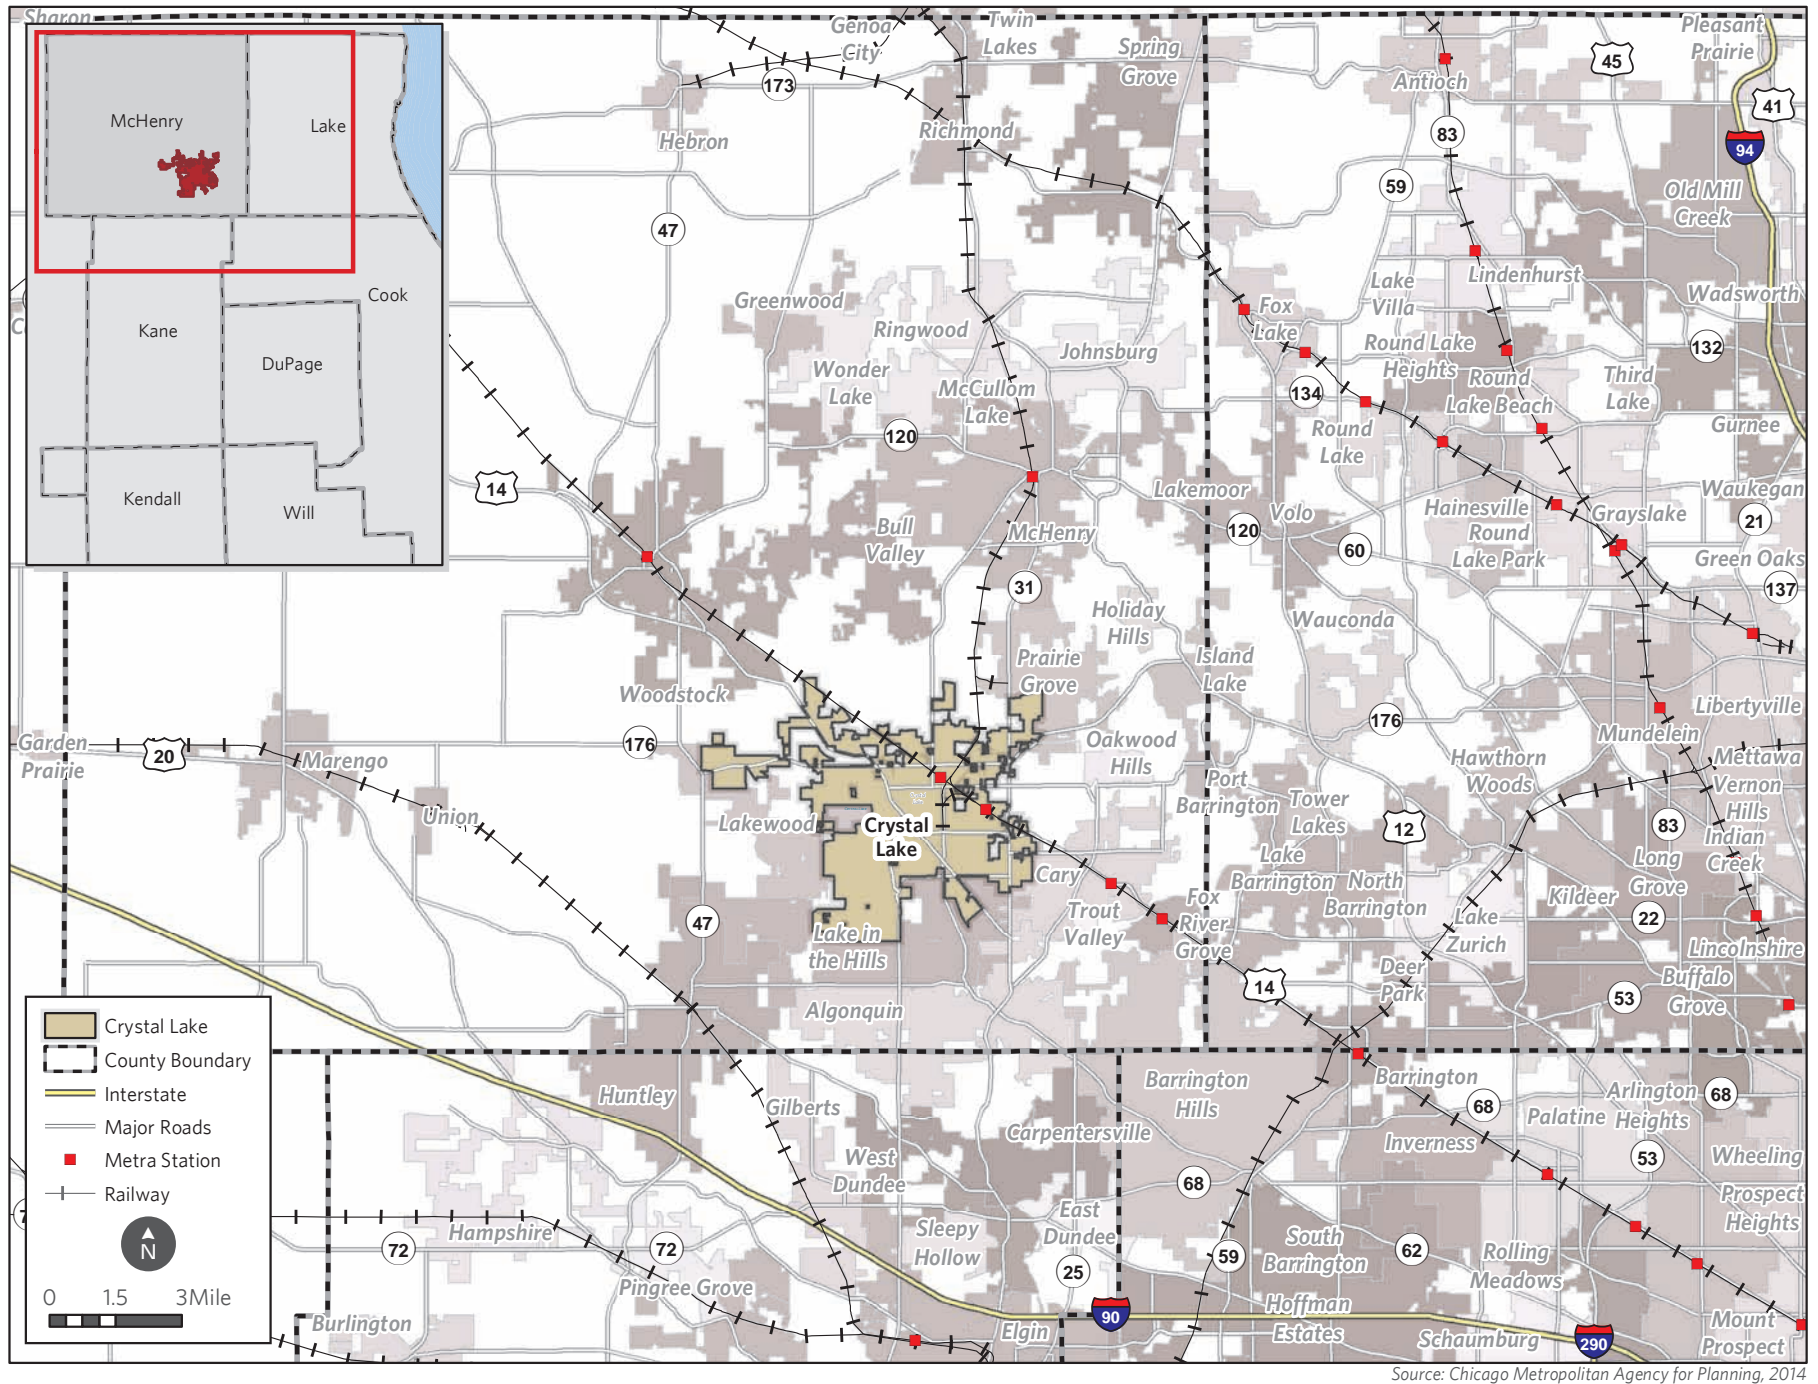 Sharon
Genoa
City
Twin
Lakes
Spring
Grove
Pleasant
Prairie
45
Antioch
41
173
83
94
McHenry
Lake
Hebron
Richmond
59
Old Mill
Creek
47
Cook
Kane
DuPage
Greenwood
Ringwood
Fox
Lake
Lake
Villa
Lindenhurst
Wadsworth
Johnsburg
Round Lake
Heights
132
Wonder
Lake
McCullom
Lake
134
Round
Lake Beach
Third
Lake
120
Round
Lake
Gurnee
Kendall
Will
14
Lakemoor
Waukegan
Bull
Valley
McHenry
120
Volo
60
Hainesville
Round
Lake Park
Grayslake
21
Green Oaks
137
31
Holiday
Hills
Wauconda
Prairie
Grove
Island
Lake
Woodstock
176
Libertyville
Garden
Prairie
20
176
Oakwood
Hills
Mundelein
Marengo
Hawthorn
Woods
Mettawa
Vernon
Hills
Port
Barrington
Tower
Lakes
Union
Lakewood
Crystal
Lake
12
83
Indian
Creek
Lake
Barrington
North
Barrington
Long
Grove
Cary
Kildeer
47
Trout
Valley
Fox
River
Grove
Lake
Zurich
22
Lake in
the Hills
Lincolnshire
Deer
Park
Buffalo
Grove
14
53
Algonquin
Crystal Lake
County Boundary
Interstate
Major Roads
Metra Station
Railway
N
0
1.5
3Mile
Huntley
Gilberts
Barrington
Hills
Barrington
68
Arlington
Heights
68
Palatine
Carpentersville
Inverness
West
Dundee
53
Wheeling
68
Prospect
Heights
East
Dundee
Hampshire
72
72
Sleepy
Hollow
59
South
Barrington
62
Rolling
Meadows
25
Pingree Grove
Burlington
Elgin
90
Hoffman
Estates
Schaumburg
290
Mount
Prospect
Source: Chicago Metropolitan Agency for Planning, 2014